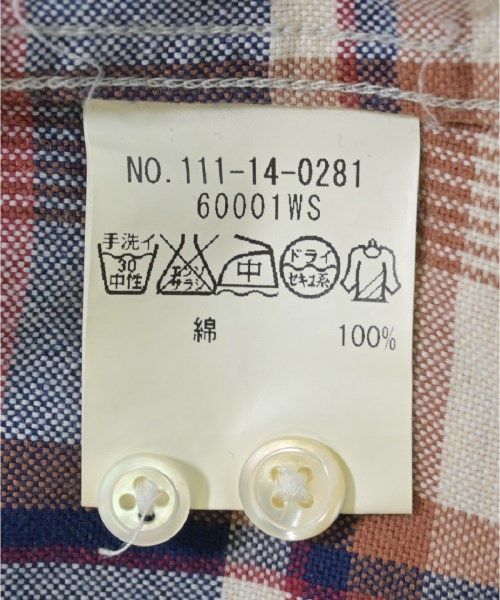 NO.111-14-0281
60001WS
手洗イ
30
中性
エンソ
サラシ
中
ドライ
セキユ系
綿 100%